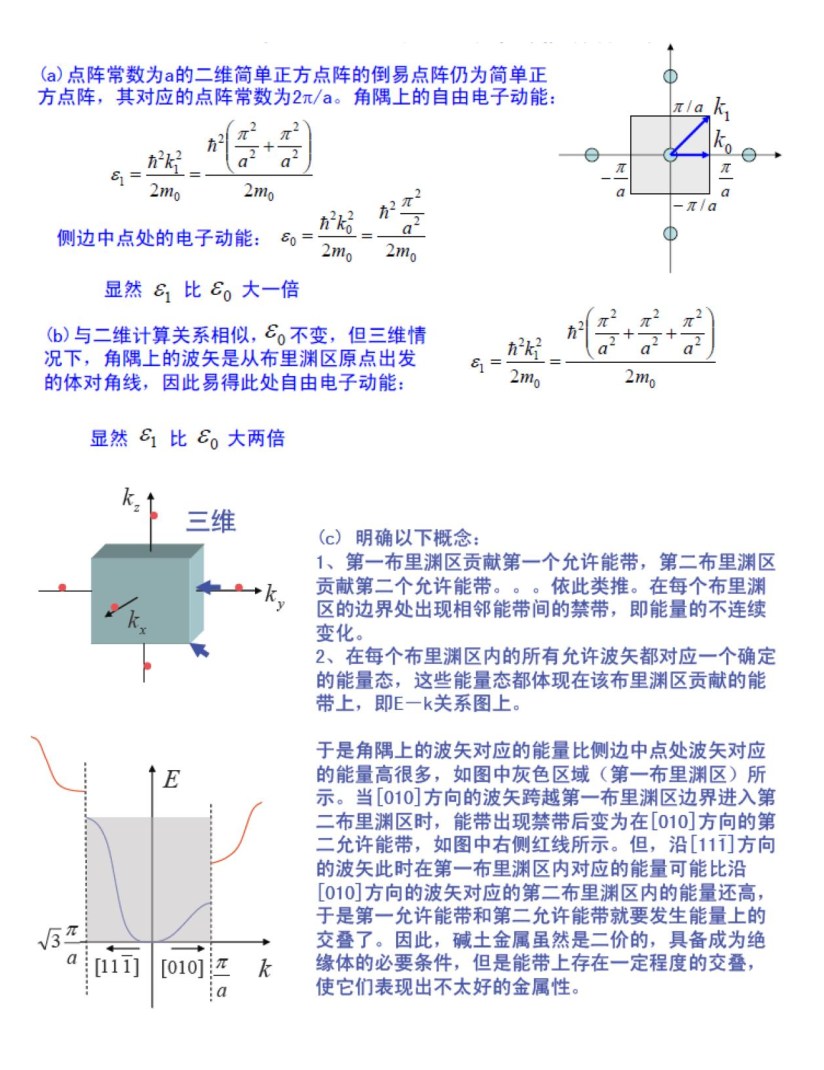 (a)点阵常数为a的二维简单正方点阵的倒易点阵仍为简单正
方点阵，其对应的点阵常数为2π/a。角隅上的自由电子动能：
π/a k₁
k₀
-π/a π/a
-π/a
ε₁ = ħ²k₁²/2m₀ = ħ²(π²/a² + π²/a²)/2m₀
侧边中点处的电子动能： ε₀ = ħ²k₀²/2m₀ = ħ²π²/a²/2m₀
显然 ε₁ 比 ε₀ 大一倍
(b)与二维计算关系相似，ε₀不变，但三维情
况下，角隅上的波矢是从布里渊区原点出发
的体对角线，因此易得此处自由电子动能：
ε₁ = ħ²k₁²/2m₀ = ħ²(π²/a² + π²/a² + π²/a²)/2m₀
显然 ε₁ 比 ε₀ 大两倍
k_z
三维
k_y
k_x
(c) 明确以下概念：
1、第一布里渊区贡献第一个允许能带，第二布里渊区
贡献第二个允许能带。。。依此类推。在每个布里渊
区的边界处出现相邻能带间的禁带，即能量的不连续
变化。
2、在每个布里渊区内的所有允许波矢都对应一个确定
的能量态，这些能量态都体现在该布里渊区贡献的能
带上，即E－k关系图上。
于是角隅上的波矢对应的能量比侧边中点处波矢对应
的能量高很多，如图中灰色区域（第一布里渊区）所
示。当[010]方向的波矢跨越第一布里渊区边界进入第
二布里渊区时，能带出现禁带后变为在[010]方向的第
二允许能带，如图中右侧红线所示。但，沿[111̄]方向
的波矢此时在第一布里渊区内对应的能量可能比沿
[010]方向的波矢对应的第二布里渊区内的能量还高，
于是第一允许能带和第二允许能带就要发生能量上的
交叠了。因此，碱土金属虽然是二价的，具备成为绝
缘体的必要条件，但是能带上存在一定程度的交叠，
使它们表现出不太好的金属性。
E
√3 π/a [111̄] [010] π/a k